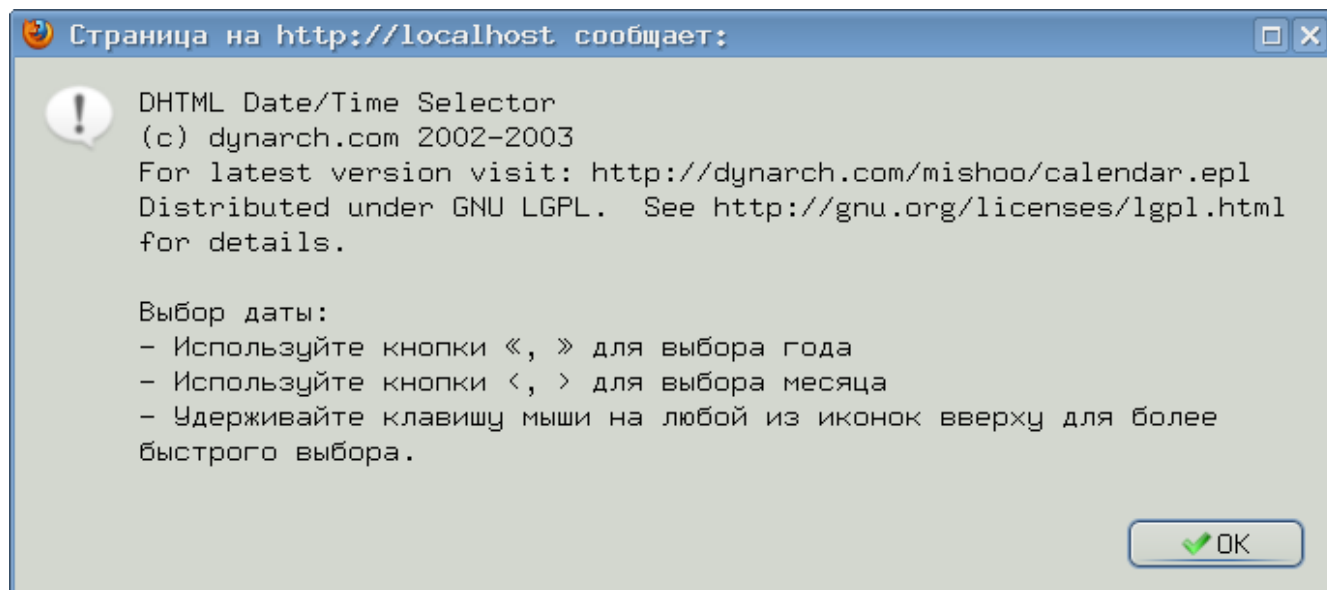 Страница на http://localhost сообщает:
DHTML Date/Time Selector
(c) dynarch.com 2002-2003
For latest version visit: http://dynarch.com/mishoo/calendar.epl
Distributed under GNU LGPL.  See http://gnu.org/licenses/lgpl.html
for details.
Выбор даты:
- Используйте кнопки «, » для выбора года
- Используйте кнопки ‹, › для выбора месяца
- Удерживайте клавишу мыши на любой из иконок вверху для более
быстрого выбора.
OK